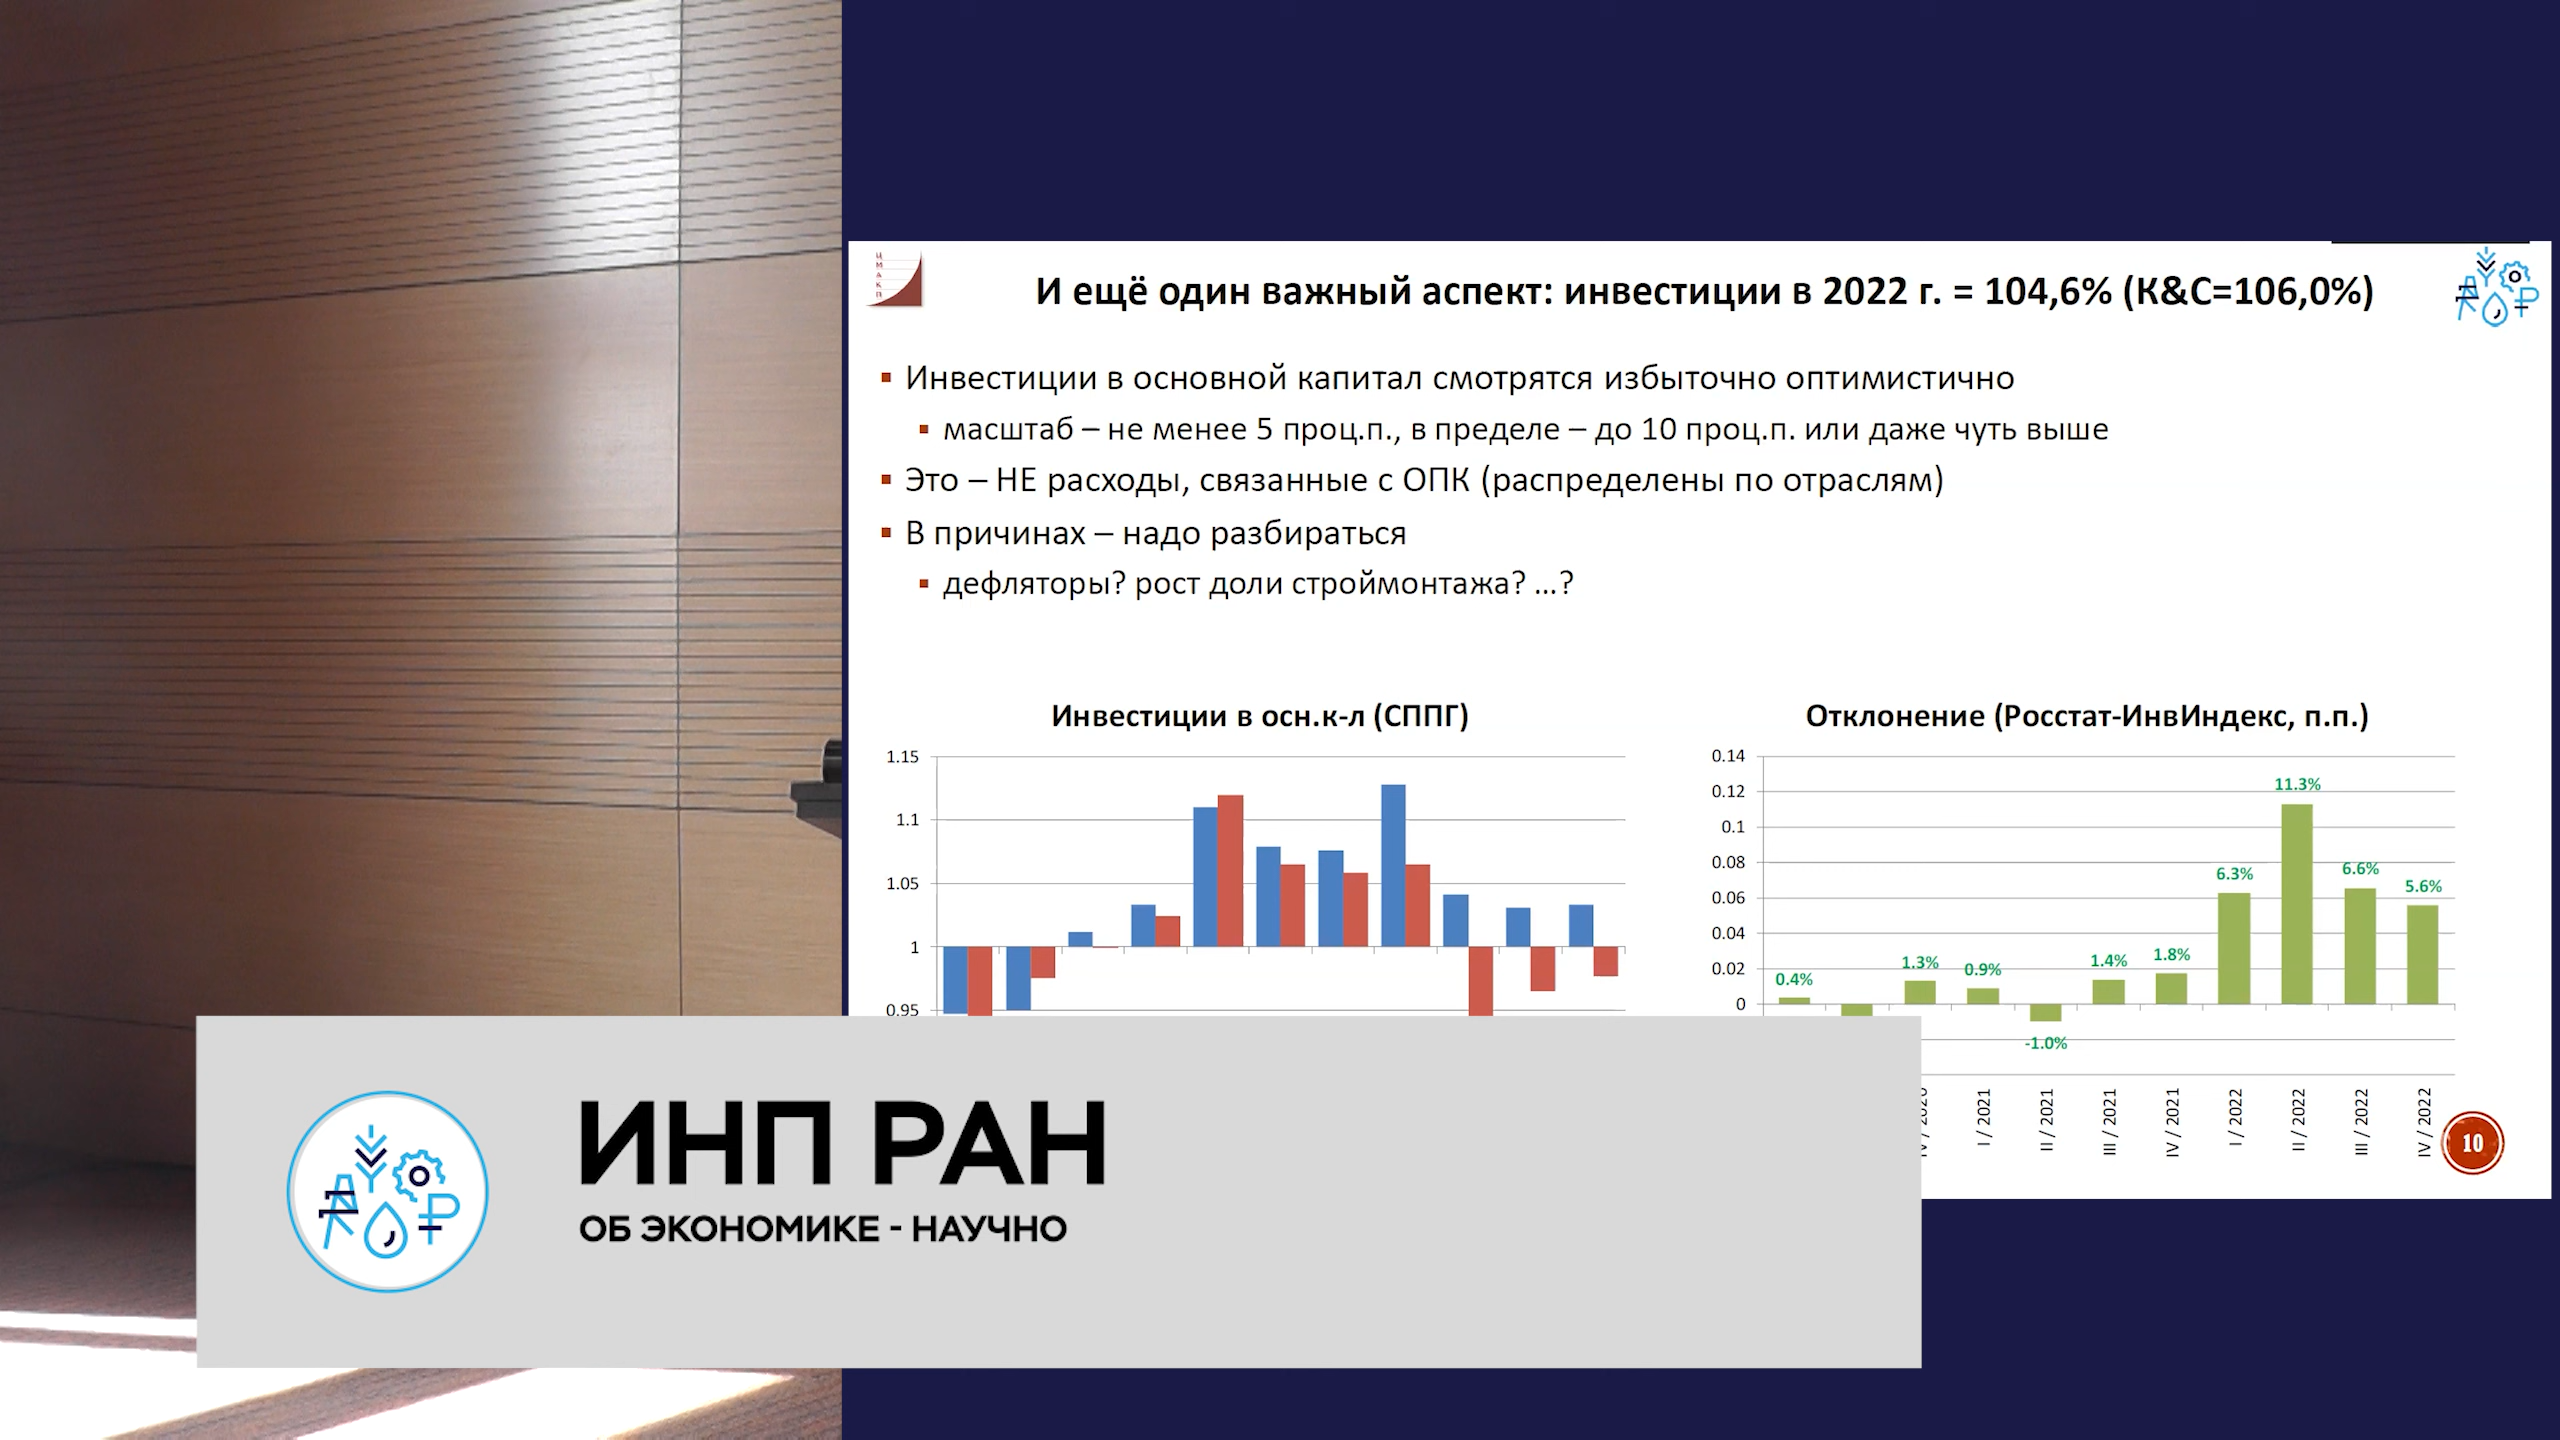 ЦМАКП
И ещё один важный аспект: инвестиции в 2022 г. = 104,6% (К&С=106,0%)
Инвестиции в основной капитал смотрятся избыточно оптимистично
масштаб – не менее 5 проц.п., в пределе – до 10 проц.п. или даже чуть выше
Это – НЕ расходы, связанные с ОПК (распределены по отраслям)
В причинах – надо разбираться
дефляторы? рост доли строймонтажа? …?
Инвестиции в осн.к-л (СППГ)
1.15
1.1
1.05
1
0.95
Отклонение (Росстат-ИнвИндекс, п.п.)
0.14
0.12
0.1
0.08
0.06
0.04
0.02
0
0.4%
1.3%
0.9%
-1.0%
1.4%
1.8%
6.3%
11.3%
6.6%
5.6%
I / 2021
II / 2021
III / 2021
IV / 2021
I / 2022
II / 2022
III / 2022
IV / 2022
10
ИНП РАН
ОБ ЭКОНОМИКЕ - НАУЧНО